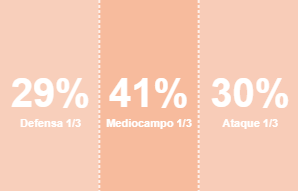 29% 41% 30%
Defensa 1/3 Mediocampo 1/3 Ataque 1/3